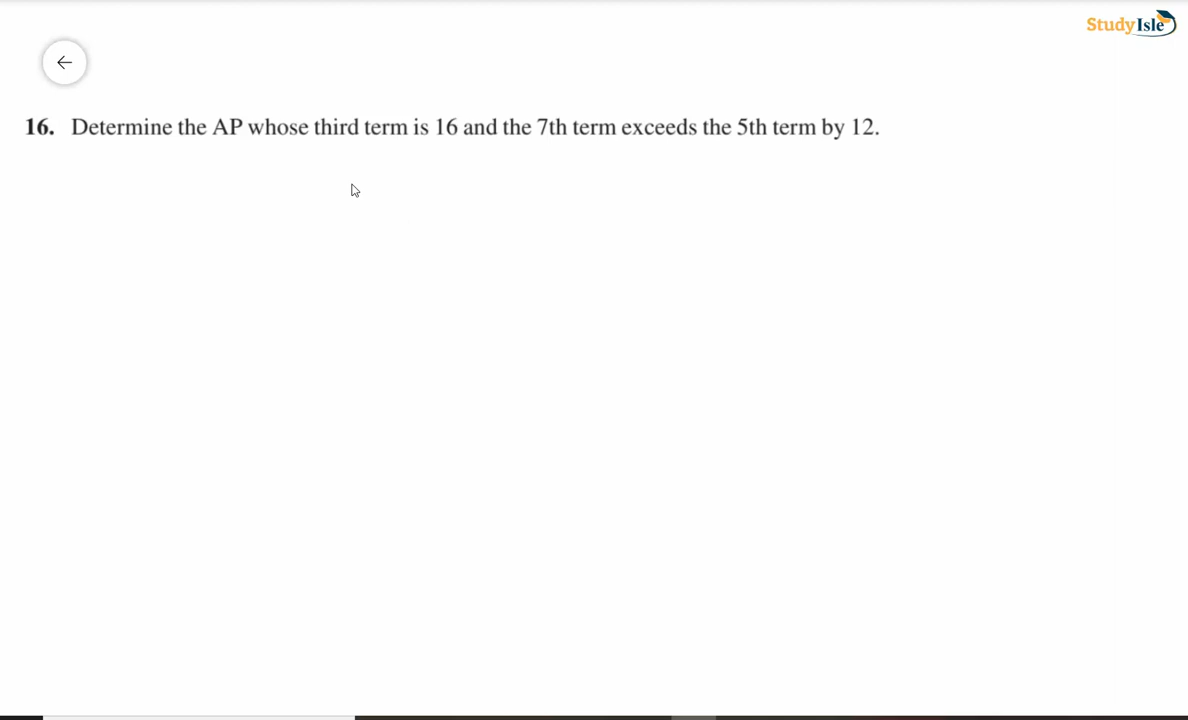 StudyIsle
16. Determine the AP whose third term is 16 and the 7th term exceeds the 5th term by 12.